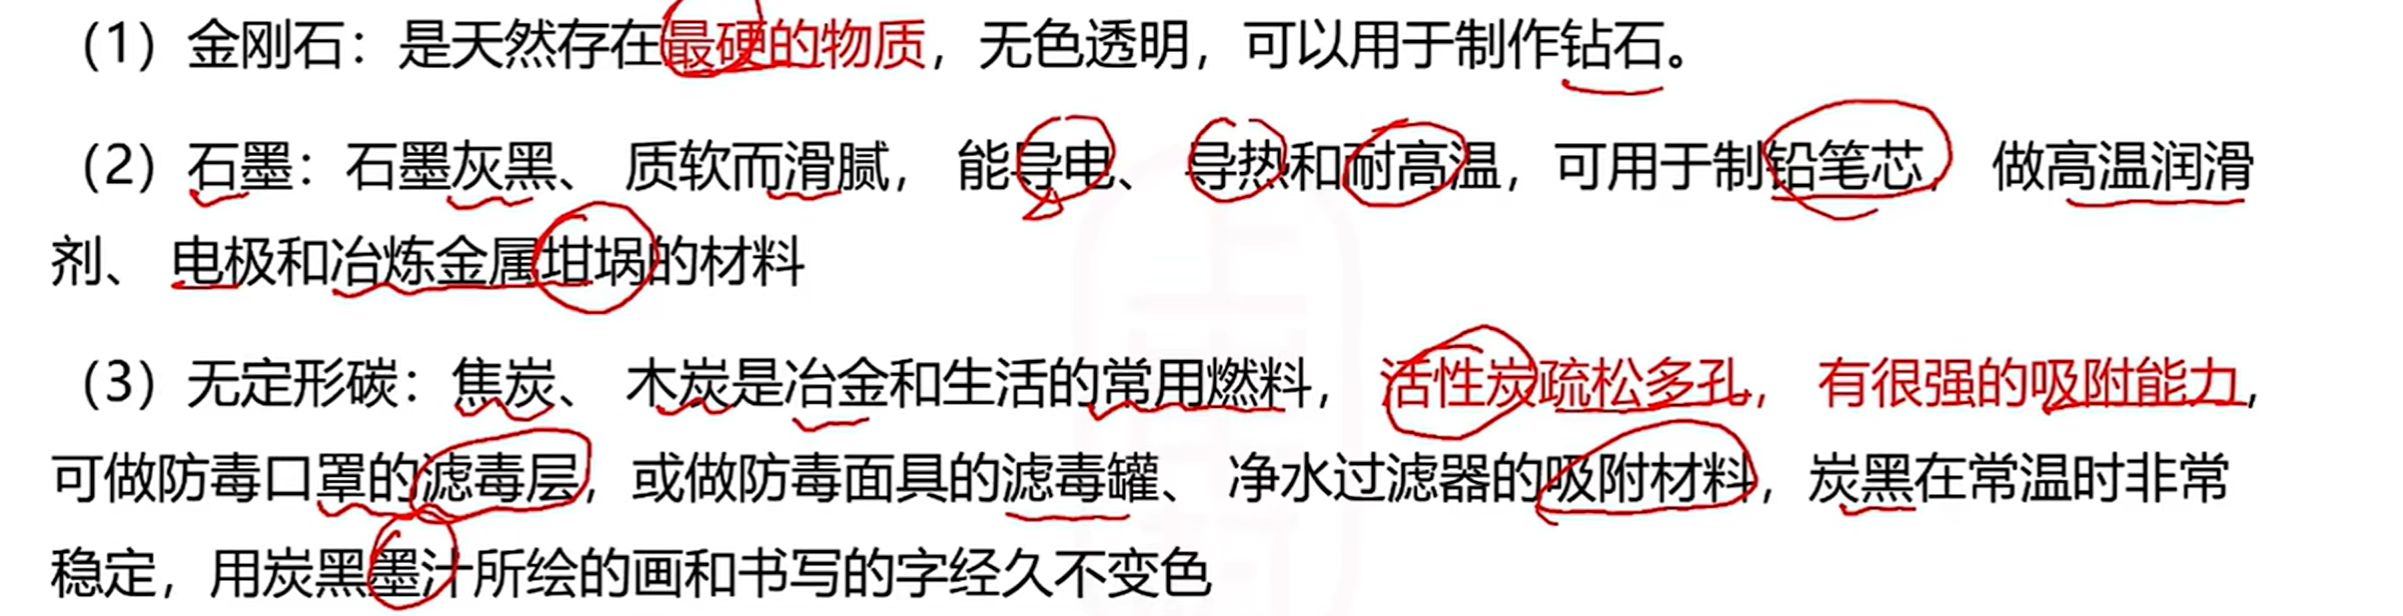 （1）金刚石：是天然存在最硬的物质，无色透明，可以用于制作钻石。
（2）石墨：石墨灰黑、 质软而滑腻， 能导电、 导热和耐高温，可用于制铅笔芯， 做高温润滑
剂、 电极和冶炼金属坩埚的材料
（3）无定形碳：焦炭、 木炭是冶金和生活的常用燃料， 活性炭疏松多孔， 有很强的吸附能力，
可做防毒口罩的滤毒层，或做防毒面具的滤毒罐、 净水过滤器的吸附材料，炭黑在常温时非常
稳定，用炭黑墨汁所绘的画和书写的字经久不变色